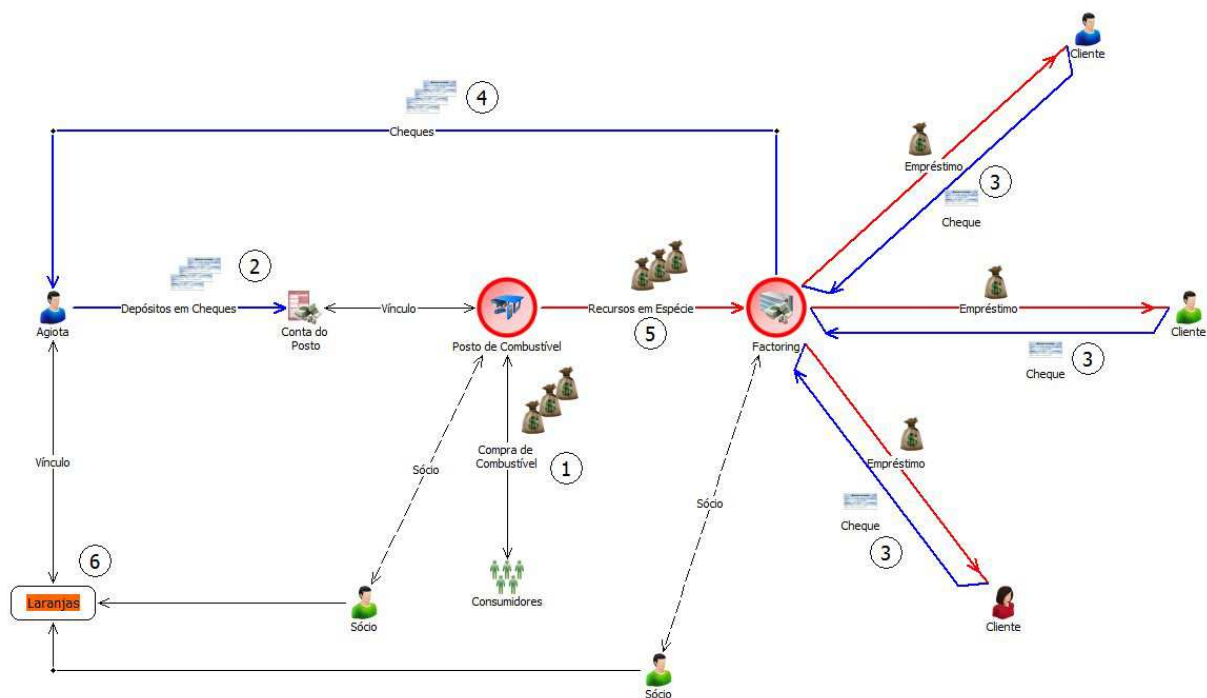 Cliente
4
Cheques
Empréstimo
3
Cheque
2
Agiota
Depósitos em Cheques
Conta do
Posto
Vínculo
Posto de Combustível
Recursos em Espécie
5
Factoring
Empréstimo
Cliente
3
Cheque
Vínculo
Sócio
Compra de
Combustível
1
Sócio
Empréstimo
Cheque
3
6
Laranjas
Sócio
Consumidores
Cliente
Sócio